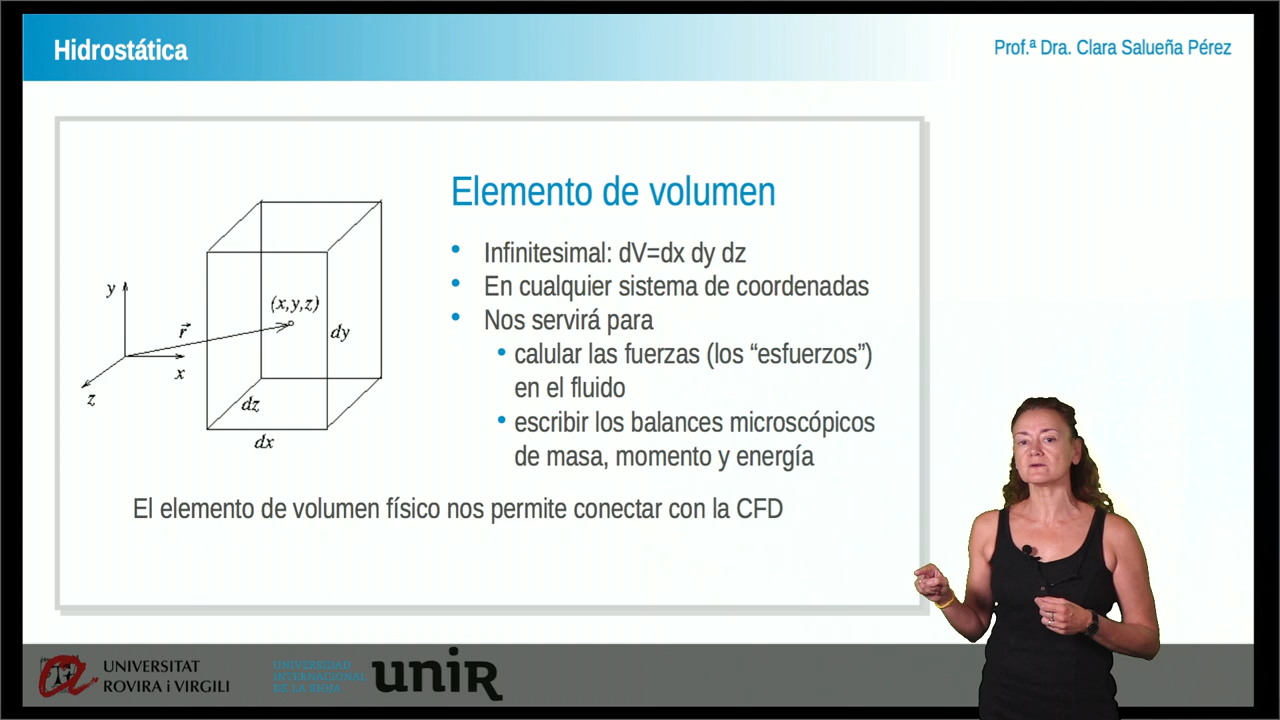 Hidrostática
Prof.ª Dra. Clara Salueña Pérez
Elemento de volumen
• Infinitesimal: dV=dx dy dz
• En cualquier sistema de coordenadas
• Nos servirá para
• calular las fuerzas (los “esfuerzos”)
en el fluido
• escribir los balances microscópicos
de masa, momento y energía
y
(x,y,z)
r⃗
dy
x
z
dz
dx
El elemento de volumen físico nos permite conectar con la CFD
UNIVERSITAT
ROVIRA i VIRGILI
UNIVERSIDAD
INTERNACIONAL
DE LA RIOJA
unir